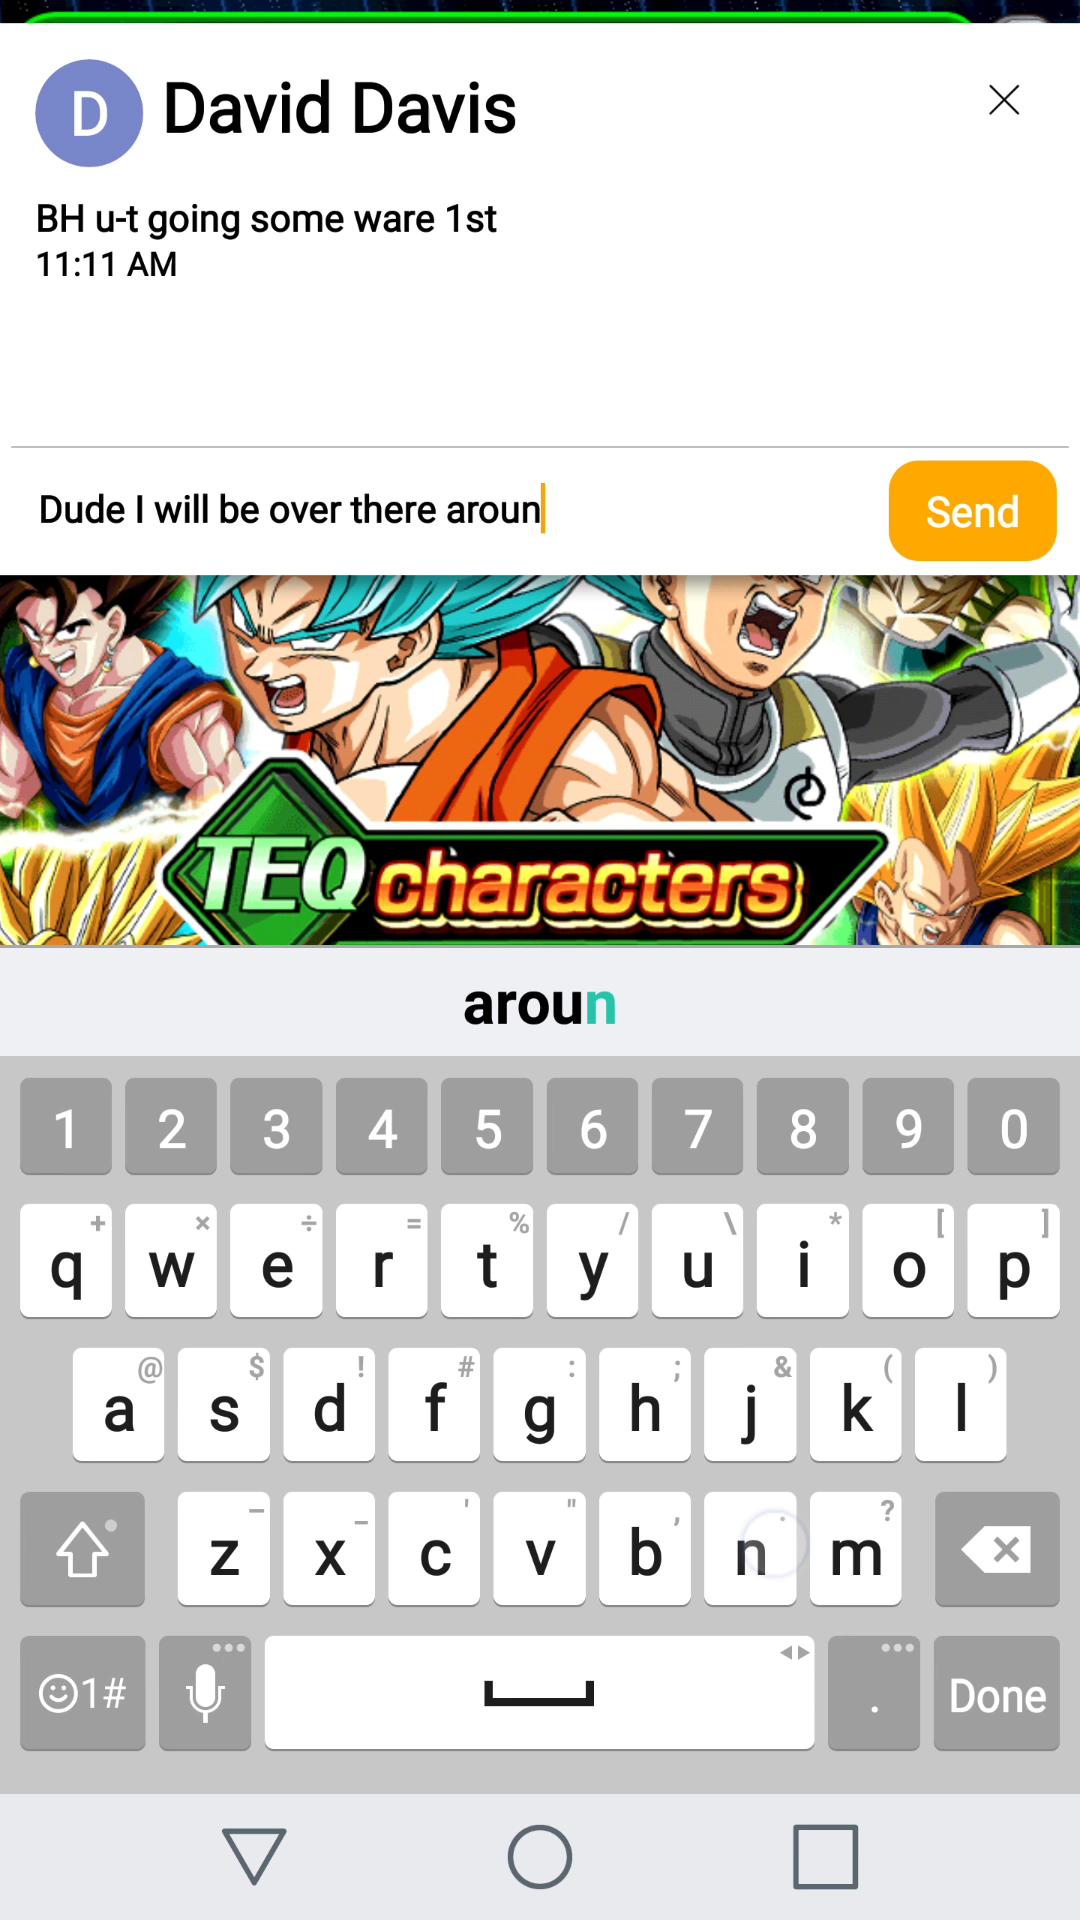 D David Davis
BH u-t going some ware 1st
11:11 AM
Dude I will be over there aroun
Send
TEQ characters
aroun
1 2 3 4 5 6 7 8 9 0
+ × ÷ = % / \ * [ ]
q w e r t y u i o p
@ $ ! # : ; & ( )
a s d f g h j k l
– _ ' " , . ?
z x c v b n m
1# . Done